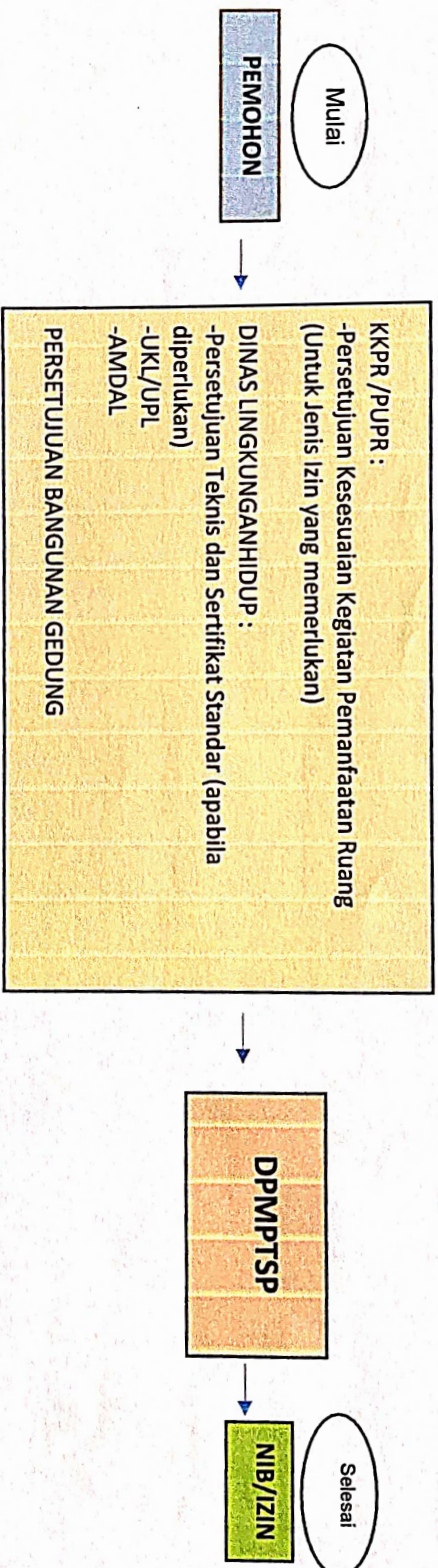 Mulai
PEMOHON
KKPR /PUPR :
-Persetujuan Kesesuaian Kegiatan Pemanfaatan Ruang
(Untuk Jenis Izin yang memerlukan)
DINAS LINGKUNGANHIDUP :
-Persetujuan Teknis dan Sertifikat Standar (apabila
diperlukan)
-UKL/UPL
-AMDAL
PERSETUJUAN BANGUNAN GEDUNG
DPMPTSP
Selesai
NIB/IZIN